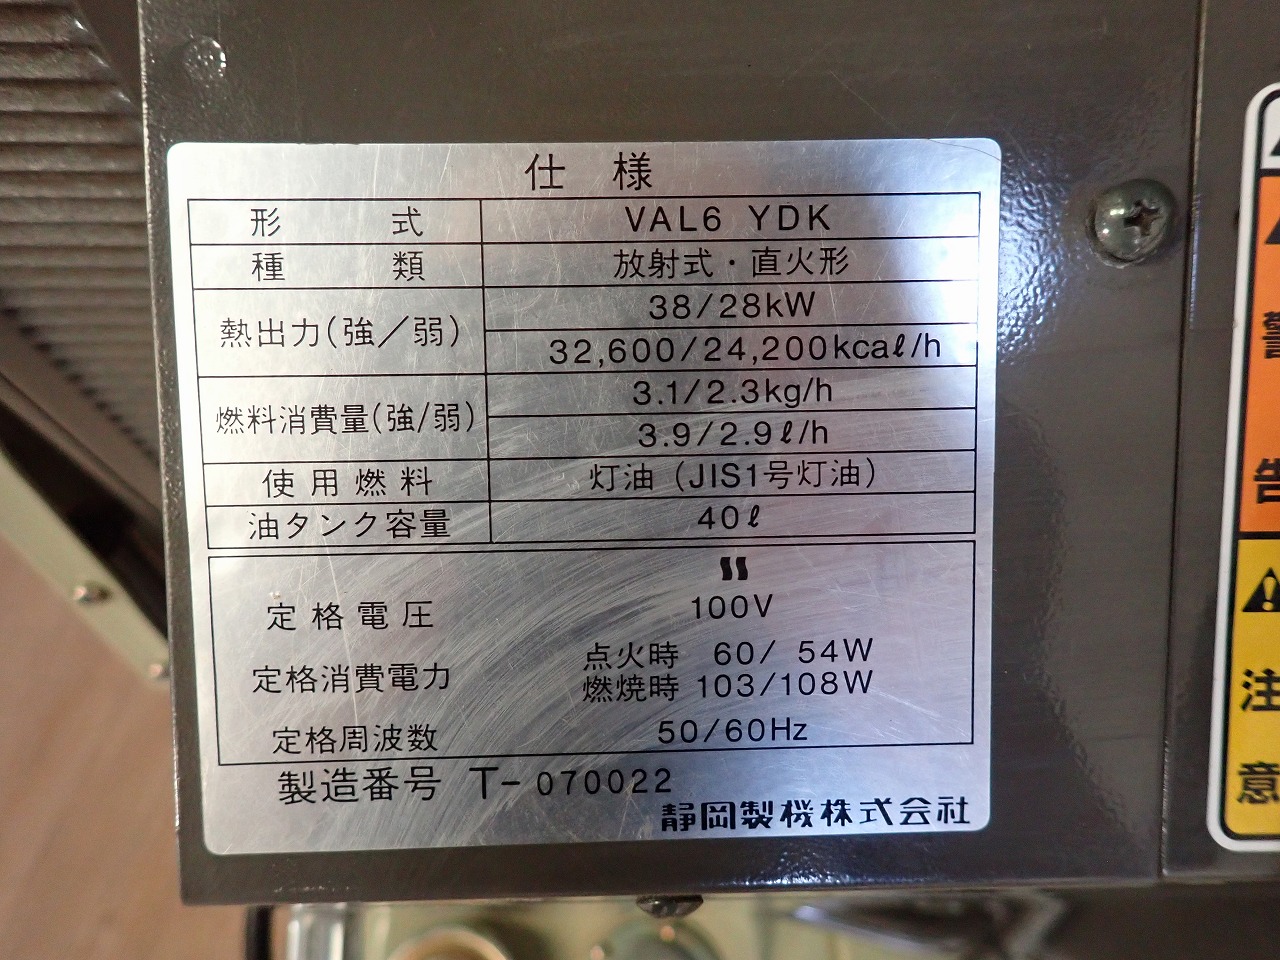 仕 様
形 式 VAL6 YDK
種 類 放射式・直火形
熱出力(強／弱) 38/28kW
32,600/24,200kcaℓ/h
燃料消費量(強/弱) 3.1/2.3kg/h
3.9/2.9ℓ/h
使用燃料 灯油（JIS1号灯油）
油タンク容量 40ℓ
定格電圧 100V
定格消費電力 点火時 60/ 54W
燃焼時 103/108W
定格周波数 50/60Hz
製造番号 T-070022
静岡製機株式会社
警告
注意